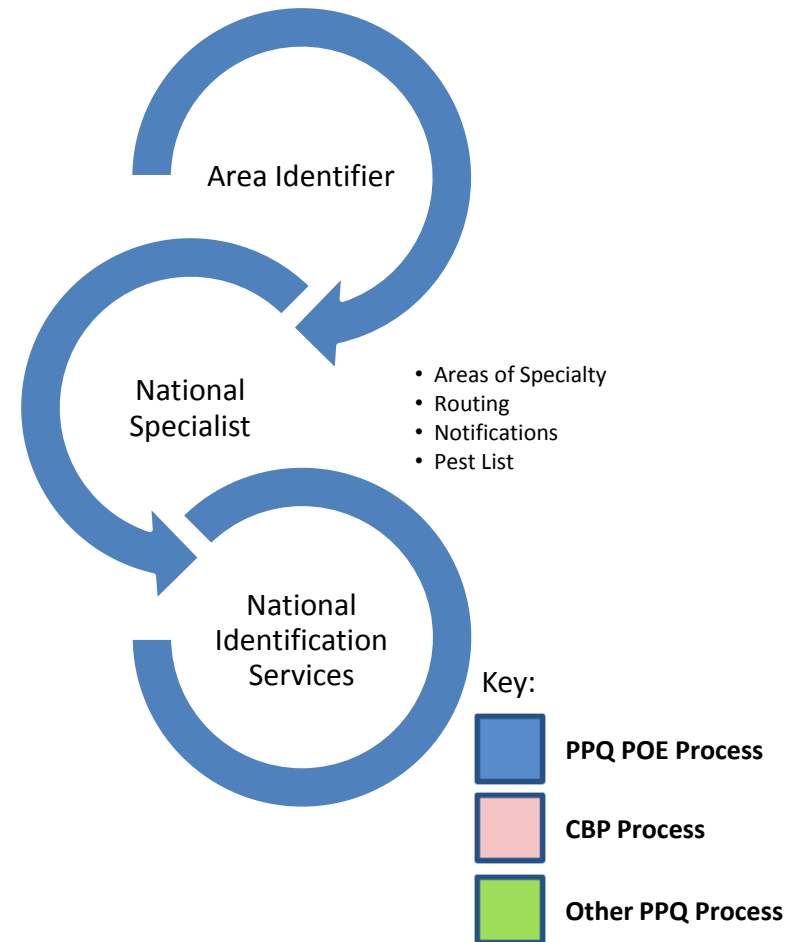 Area Identifier
National
Specialist
• Areas of Specialty
• Routing
• Notifications
• Pest List
National
Identification
Services
Key:
PPQ POE Process
CBP Process
Other PPQ Process